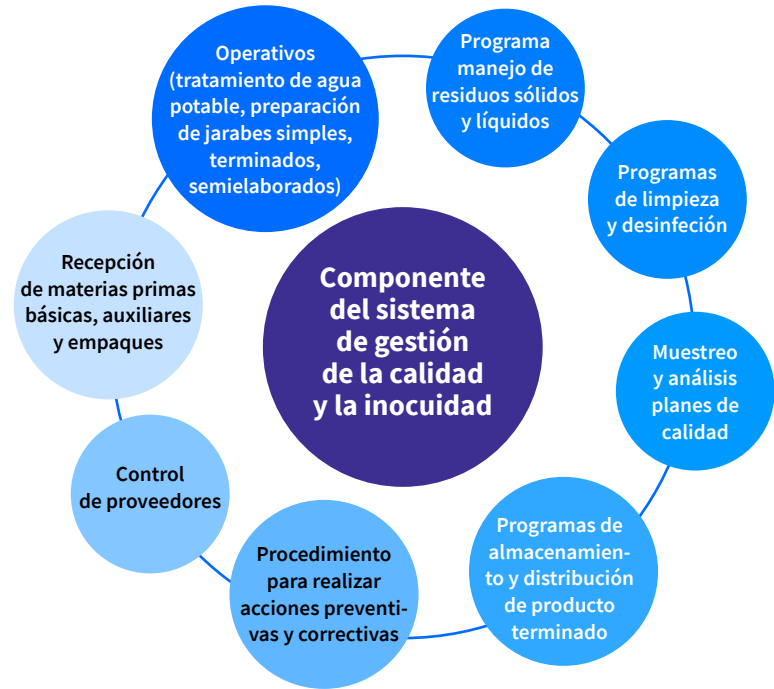 Operativos
(tratamiento de agua
potable, preparación
de jarabes simples,
terminados,
semielaborados)
Programa
manejo de
residuos sólidos
y líquidos
Programas
de limpieza
y desinfeción
Muestreo
y análisis
planes de
calidad
Programas de
almacenamien-
to y distribución
de producto
terminado
Procedimiento
para realizar
acciones preventi-
vas y correctivas
Control
de proveedores
Recepción
de materias primas
básicas, auxiliares
y empaques
Componente
del sistema
de gestión
de la calidad
y la inocuidad